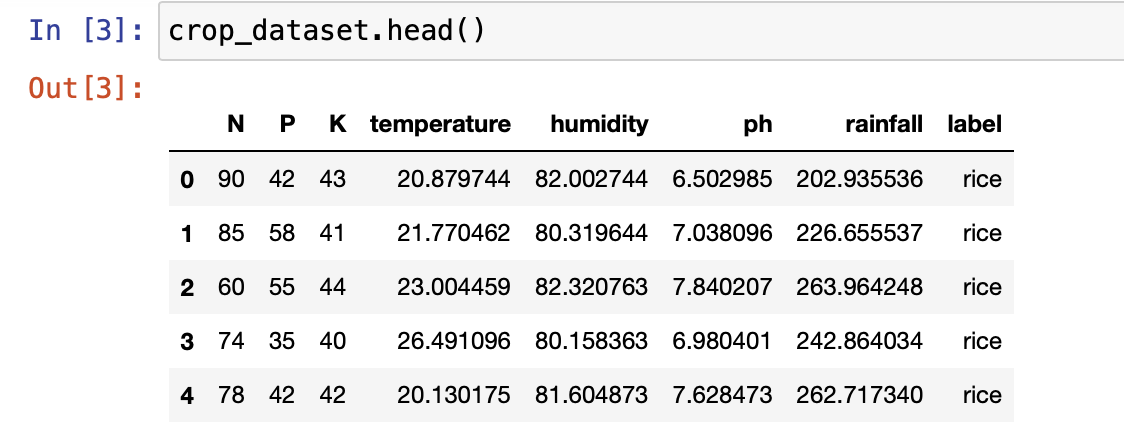 In [3]: crop_dataset.head()
Out[3]:
N P K temperature humidity ph rainfall label
0 90 42 43 20.879744 82.002744 6.502985 202.935536 rice
1 85 58 41 21.770462 80.319644 7.038096 226.655537 rice
2 60 55 44 23.004459 82.320763 7.840207 263.964248 rice
3 74 35 40 26.491096 80.158363 6.980401 242.864034 rice
4 78 42 42 20.130175 81.604873 7.628473 262.717340 rice